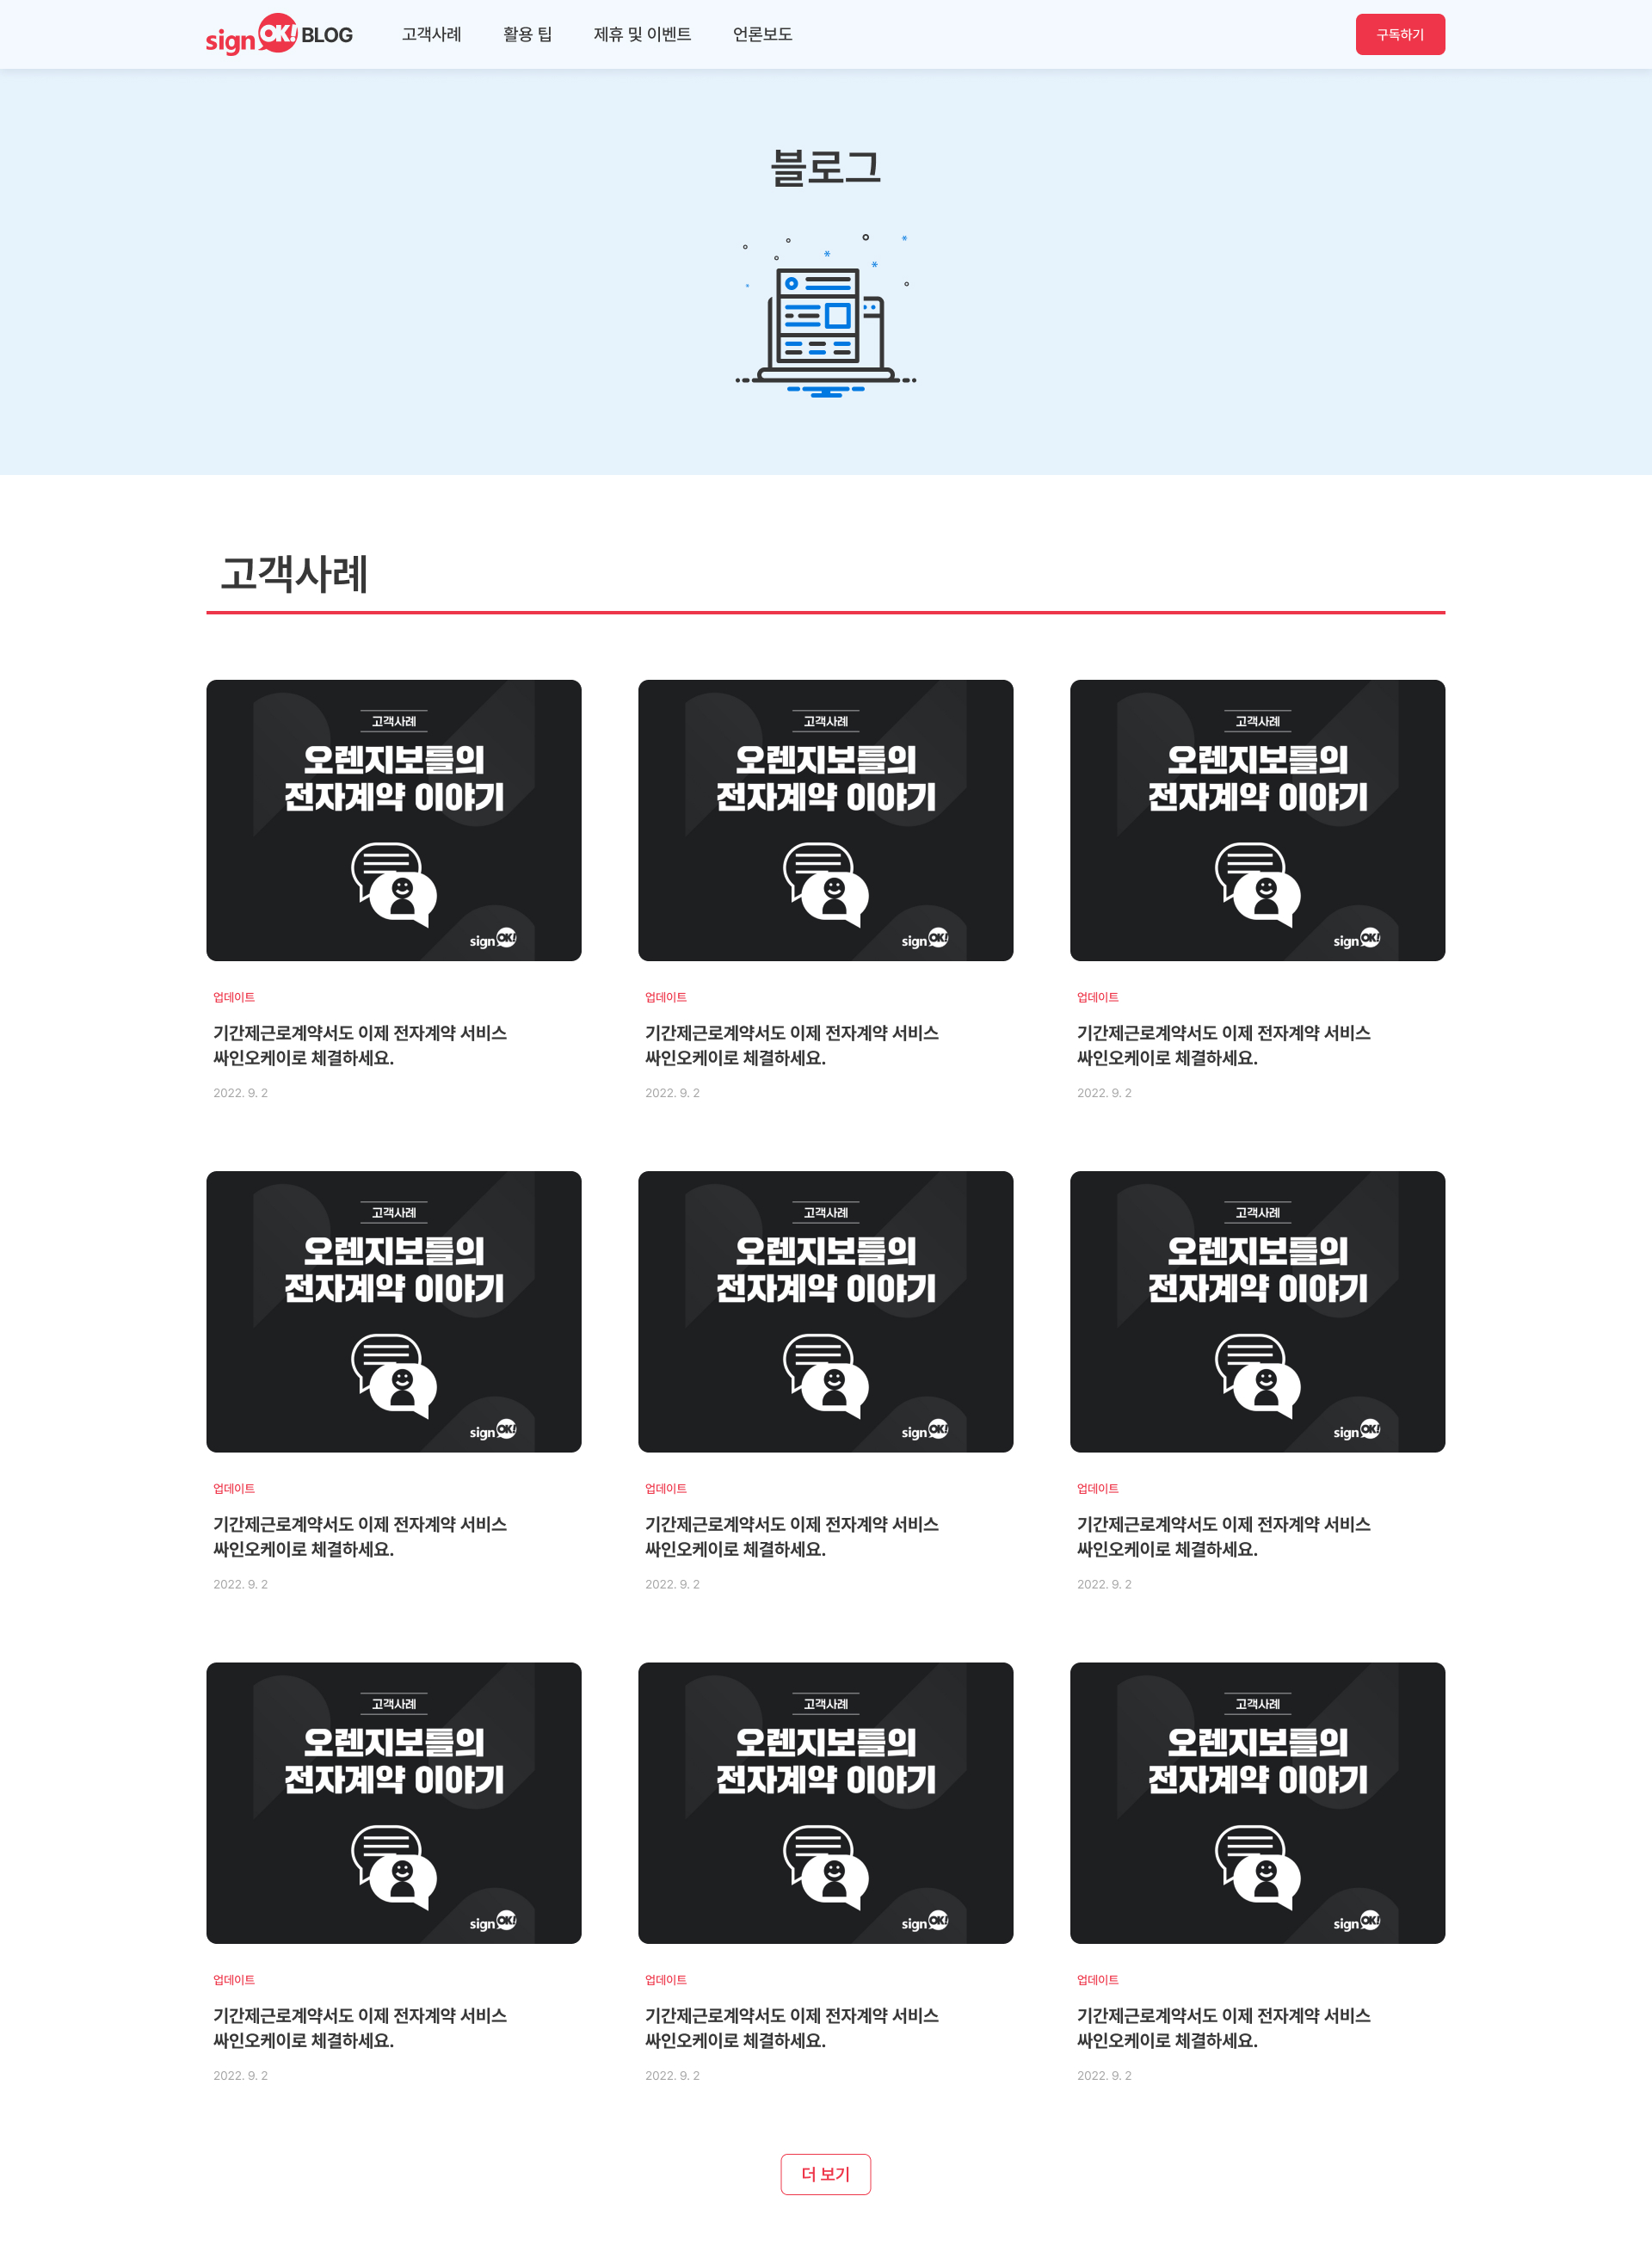 signOK! BLOG 고객사례 활용 팁 제휴 및 이벤트 언론보도 구독하기
블로그
고객사례
고객사례
오렌지보틀의
전자계약 이야기
signOK!
업데이트
기간제근로계약서도 이제 전자계약 서비스
싸인오케이로 체결하세요.
2022. 9. 2
고객사례
오렌지보틀의
전자계약 이야기
signOK!
업데이트
기간제근로계약서도 이제 전자계약 서비스
싸인오케이로 체결하세요.
2022. 9. 2
고객사례
오렌지보틀의
전자계약 이야기
signOK!
업데이트
기간제근로계약서도 이제 전자계약 서비스
싸인오케이로 체결하세요.
2022. 9. 2
고객사례
오렌지보틀의
전자계약 이야기
signOK!
업데이트
기간제근로계약서도 이제 전자계약 서비스
싸인오케이로 체결하세요.
2022. 9. 2
고객사례
오렌지보틀의
전자계약 이야기
signOK!
업데이트
기간제근로계약서도 이제 전자계약 서비스
싸인오케이로 체결하세요.
2022. 9. 2
고객사례
오렌지보틀의
전자계약 이야기
signOK!
업데이트
기간제근로계약서도 이제 전자계약 서비스
싸인오케이로 체결하세요.
2022. 9. 2
고객사례
오렌지보틀의
전자계약 이야기
signOK!
업데이트
기간제근로계약서도 이제 전자계약 서비스
싸인오케이로 체결하세요.
2022. 9. 2
고객사례
오렌지보틀의
전자계약 이야기
signOK!
업데이트
기간제근로계약서도 이제 전자계약 서비스
싸인오케이로 체결하세요.
2022. 9. 2
고객사례
오렌지보틀의
전자계약 이야기
signOK!
업데이트
기간제근로계약서도 이제 전자계약 서비스
싸인오케이로 체결하세요.
2022. 9. 2
더 보기